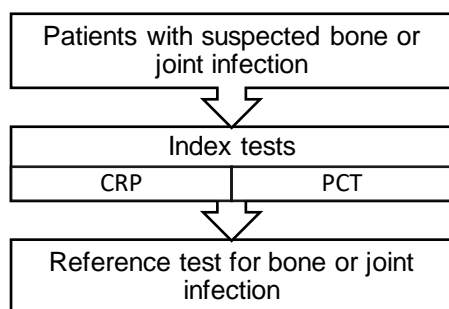 Patients with suspected bone or
joint infection
Index tests
CRP
PCT
Reference test for bone or joint
infection